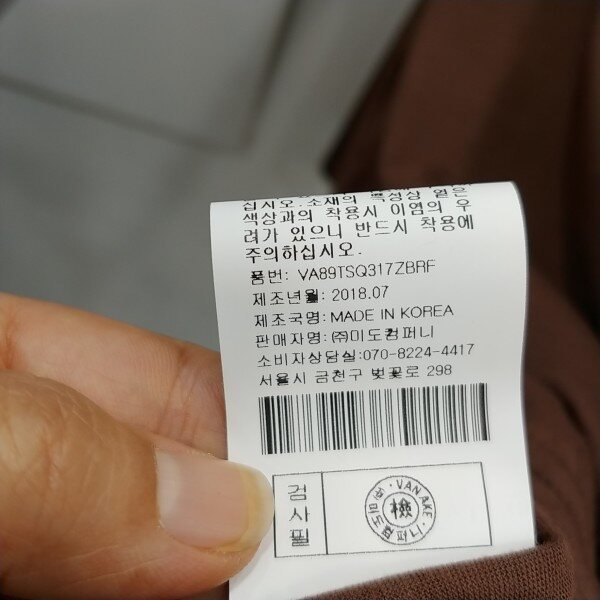 십시오.소재의 특성상 옅은
색상과의 착용시 이염의 우
려가 있으니 반드시 착용에
주의하십시오.
품번: VA89TSQ317ZBRF
제조년월: 2018.07
제조국명: MADE IN KOREA
판매자명: ㈜미도컴퍼니
소비자상담실:070-8224-4417
서울시 금천구 벚꽃로 298
검사필
VAN AKE
㈜미도컴퍼니
檢